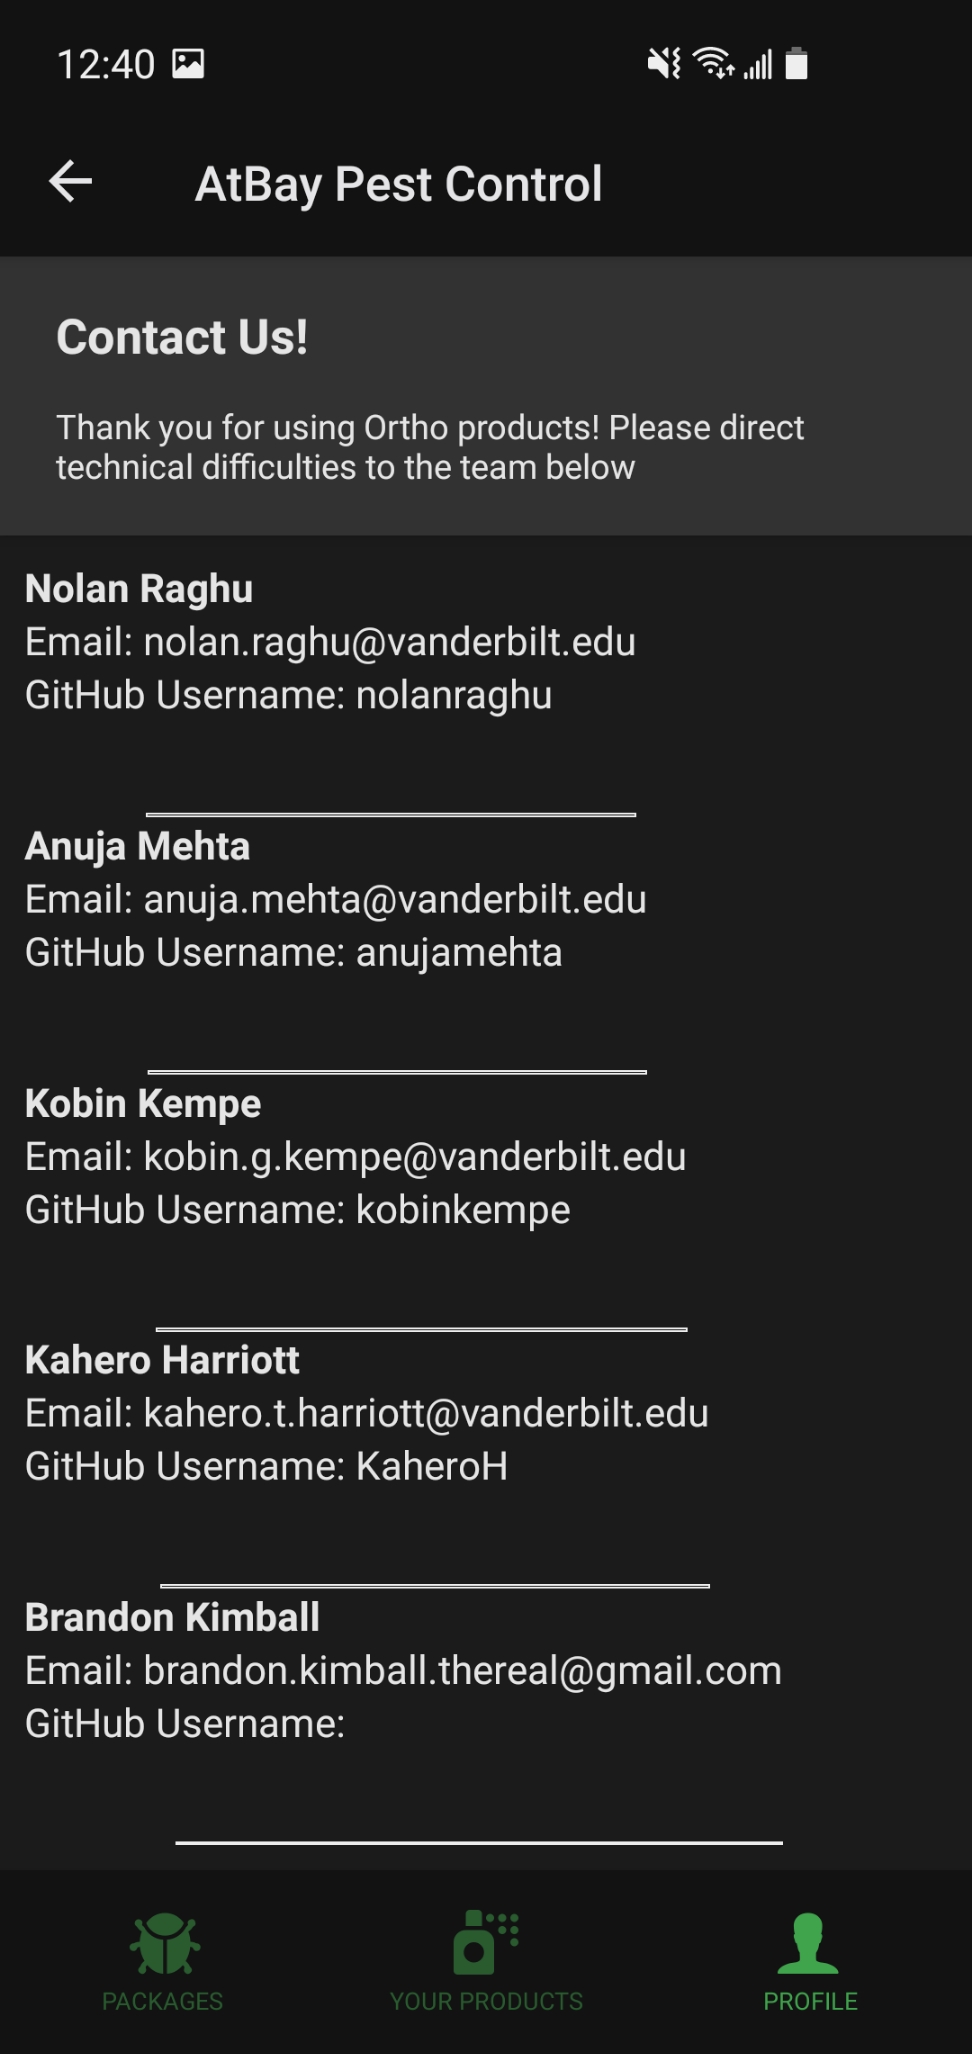 12:40
AtBay Pest Control
Contact Us!
Thank you for using Ortho products! Please direct
technical difficulties to the team below
Nolan Raghu
Email: nolan.raghu@vanderbilt.edu
GitHub Username: nolanraghu
Anuja Mehta
Email: anuja.mehta@vanderbilt.edu
GitHub Username: anujamehta
Kobin Kempe
Email: kobin.g.kempe@vanderbilt.edu
GitHub Username: kobinkempe
Kahero Harriott
Email: kahero.t.harriott@vanderbilt.edu
GitHub Username: KaheroH
Brandon Kimball
Email: brandon.kimball.thereal@gmail.com
GitHub Username:
PACKAGES YOUR PRODUCTS PROFILE